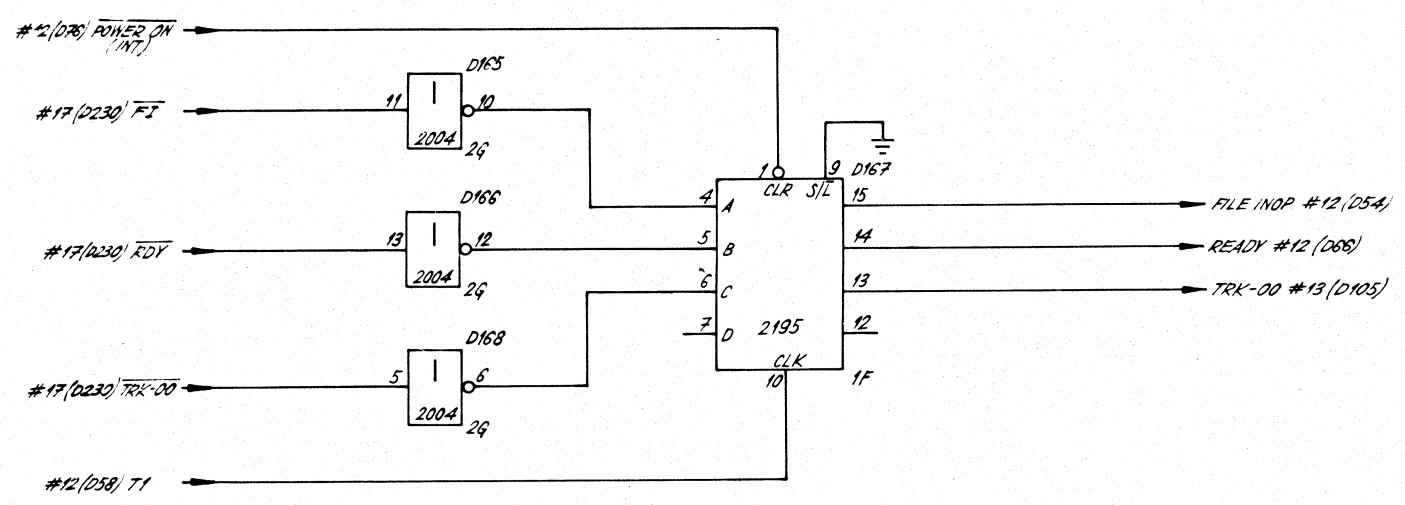 #12(D76) POWER ON
(INT.)
D165
#17(D230) FI
11
1
10
2004
2G
1
9
D167
CLR
S/L
D166
4
A
15
FILE INOP #12(D54)
#17(D230) RDY
13
1
12
5
B
14
READY #12(D66)
2004
2G
6
C
13
TRK-00 #13(D105)
D168
7
D
2195
12
#17(D230) TRK-00
5
1
6
CLK
2004
2G
10
1F
#12(D58) T1